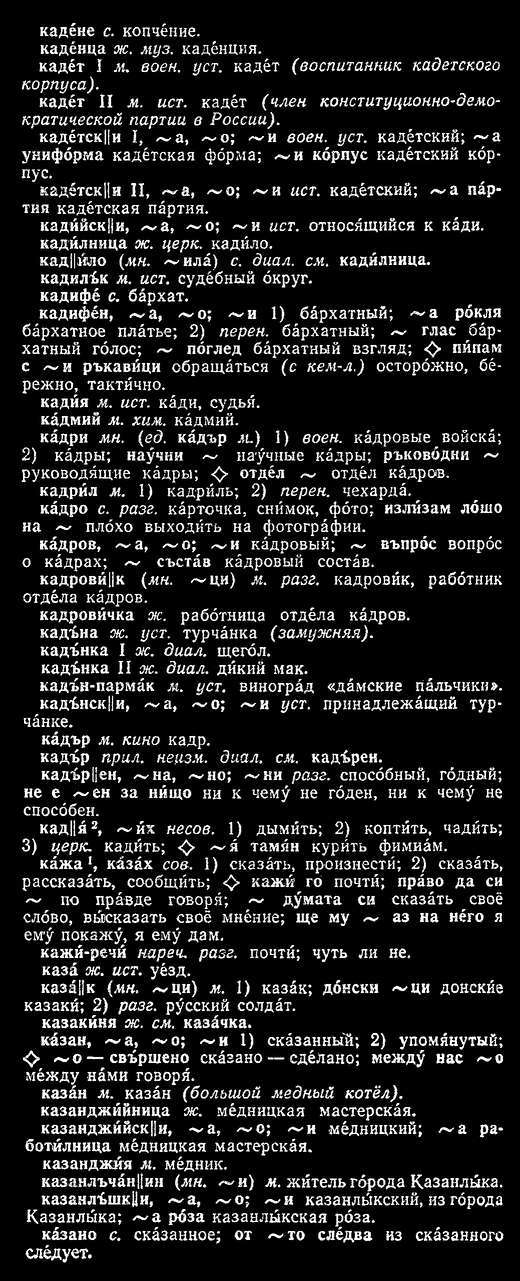 каде́не с. копче́ние.
каде́нца ж. муз. каде́нция.
каде́т I м. воен. уст. каде́т (воспитанник кадетского
корпуса).
каде́т II м. ист. каде́т (член конституционно-демо-
кратической партии в России).
каде́тск||и I, ~а, ~о; ~и воен. уст. каде́тский; ~а
унифо́рма каде́тская фо́рма; ~и ко́рпус каде́тский ко́р-
пус.
каде́тск||и II, ~а, ~о; ~и ист. каде́тский; ~а па́р-
тия каде́тская па́ртия.
кади́йск||и, ~а, ~о; ~и ист. относя́щийся к ка́ди.
кади́лница ж. церк. кади́ло.
кад||и́ло (мн. ~ила́) с. диал. см. кади́лница.
кадилъ́к м. ист. суде́бный о́круг.
кадифе́ с. ба́рхат.
кадифе́н, ~а, ~о; ~и 1) ба́рхатный; ~а ро́кля
ба́рхатное пла́тье; 2) перен. ба́рхатный; ~ глас ба́р-
хатный го́лос; ~ по́глед ба́рхатный взгляд; ◇ пи́пам
с ~и ръкави́ци обраща́ться (с кем-л.) осторо́жно, бе́-
режно, такти́чно.
кади́я м. ист. ка́ди, судья́.
ка́дмий м. хим. ка́дмий.
ка́дри мн. (ед. ка́дър м.) 1) воен. ка́дровые войска́;
2) ка́дры; нау́чни ~ нау́чные ка́дры; ръково́дни ~
руководя́щие ка́дры; ◇ отде́л ~ отде́л ка́дров.
кадри́л м. 1) кадри́ль; 2) перен. чехарда́.
ка́дро с. разг. ка́рточка, сни́мок, фо́то; изли́зам ло́шо
на ~ пло́хо выходи́ть на фотогра́фии.
ка́дров, ~а, ~о; ~и ка́дровый; ~ въпро́с вопро́с
о ка́драх; ~ съста́в ка́дровый соста́в.
кадрови́||к (мн. ~ци) м. разг. кадрови́к, рабо́тник
отде́ла ка́дров.
кадрови́чка ж. рабо́тница отде́ла ка́дров.
кадъ́на ж. уст. турча́нка (замужняя).
кадъ́нка I ж. диал. щего́л.
кадъ́нка II ж. диал. ди́кий мак.
кадъ́н-парма́к м. уст. виногра́д «да́мские па́льчики».
кадъ́нск||и, ~а, ~о; ~и уст. принадлежа́щий тур-
ча́нке.
ка́дър м. кино кадр.
кадъ́р прил. неизм. диал. см. кадъ́рен.
кадъ́р||ен, ~на, ~но; ~ни разг. спосо́бный, го́дный;
не е ~ен за ни́що ни к чему́ не го́ден, ни к чему́ не
спосо́бен.
кад||я́², ~и́х несов. 1) дыми́ть; 2) копти́ть, чади́ть;
3) церк. кади́ть; ◇ ~я́ тамя́н кури́ть фимиа́м.
ка́жа¹, ка́зах сов. 1) сказа́ть, произнести́; 2) сказа́ть,
рассказа́ть, сообщи́ть; ◇ кажи́ го почти́; пра́во да си
~ по пра́вде говоря́; ~ ду́мата си сказа́ть своё
сло́во, вы́сказать своё мне́ние; ще му ~ аз на не́го я
ему́ покажу́, я ему́ дам.
кажи́-речи́ нареч. разг. почти́; чуть ли не.
каза́ ж. ист. уе́зд.
каза́||к (мн. ~ци) м. 1) каза́к; до́нски ~ци донски́е
казаки́; 2) разг. ру́сский солда́т.
казаки́ня ж. см. каза́чка.
ка́зан, ~а, ~о; ~и 1) ска́занный; 2) упомя́нутый;
◇ ~о — свъ́ршено ска́зано — сде́лано; между́ нас ~о
ме́жду на́ми говоря́.
каза́н м. каза́н (большой медный котёл).
казанджи́йница ж. ме́дницкая мастерска́я.
казанджи́йск||и, ~а, ~о; ~и ме́дницкий; ~а ра-
боти́лница ме́дницкая мастерска́я.
казанджи́я м. ме́дник.
казанлъча́н||ин (мн. ~и) м. жи́тель го́рода Казанлы́ка.
казанлъ́шк||и, ~а, ~о; ~и казанлы́кский, из го́рода
Казанлы́ка; ~а ро́за казанлы́кская ро́за.
ка́зано с. ска́занное; от ~то сле́два из ска́занного
сле́дует.